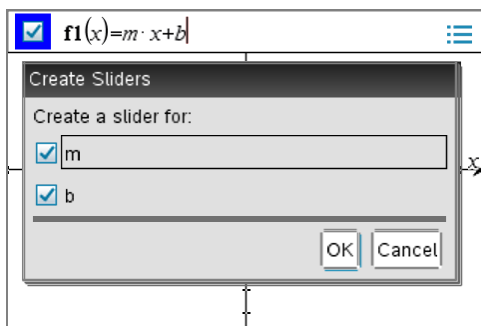 f1(x)=m· x+b
Create Sliders
Create a slider for:
m
x
b
OK Cancel